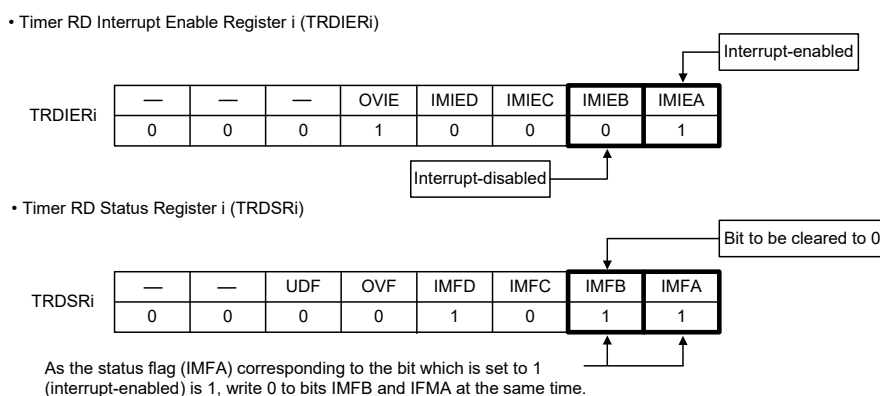 • Timer RD Interrupt Enable Register i (TRDIERi)
Interrupt-enabled
— — — OVIE IMIED IMIEC IMIEB IMIEA
TRDIERi
0 0 0 1 0 0 0 1
Interrupt-disabled
• Timer RD Status Register i (TRDSRi)
Bit to be cleared to 0
— — UDF OVF IMFD IMFC IMFB IMFA
TRDSRi
0 0 0 0 1 0 1 1
As the status flag (IMFA) corresponding to the bit which is set to 1
(interrupt-enabled) is 1, write 0 to bits IMFB and IFMA at the same time.